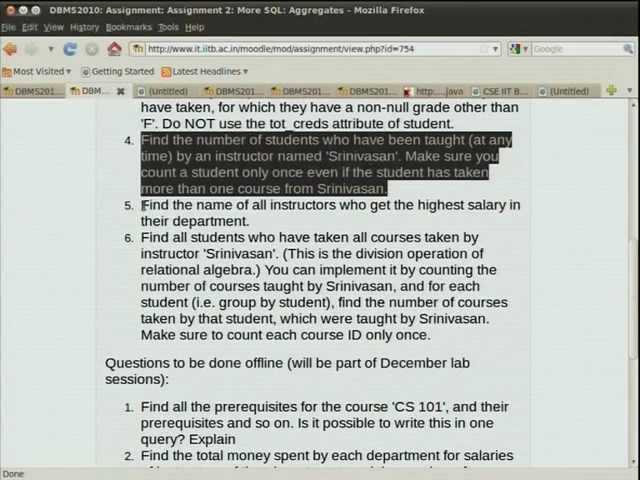 DBMS2010: Assignment: Assignment 2: More SQL: Aggregates - Mozilla Firefox
File Edit View History Bookmarks Tools Help
http://www.it.iitb.ac.in/moodle/mod/assignment/view.php?id=754
Google
Most Visited Getting Started Latest Headlines
DBMS201... DBM... (Untitled) DBMS201... DBMS201... DBMS201... http:....java CSE IIT B... (Untitled)
have taken, for which they have a non-null grade other than
'F'. Do NOT use the tot_creds attribute of student.
4. Find the number of students who have been taught (at any
time) by an instructor named 'Srinivasan'. Make sure you
count a student only once even if the student has taken
more than one course from Srinivasan.
5. Find the name of all instructors who get the highest salary in
their department.
6. Find all students who have taken all courses taken by
instructor 'Srinivasan'. (This is the division operation of
relational algebra.) You can implement it by counting the
number of courses taught by Srinivasan, and for each
student (i.e. group by student), find the number of courses
taken by that student, which were taught by Srinivasan.
Make sure to count each course ID only once.
Questions to be done offline (will be part of December lab
sessions):
1. Find all the prerequisites for the course 'CS 101', and their
prerequisites and so on. Is it possible to write this in one
query? Explain
2. Find the total money spent by each department for salaries
Done